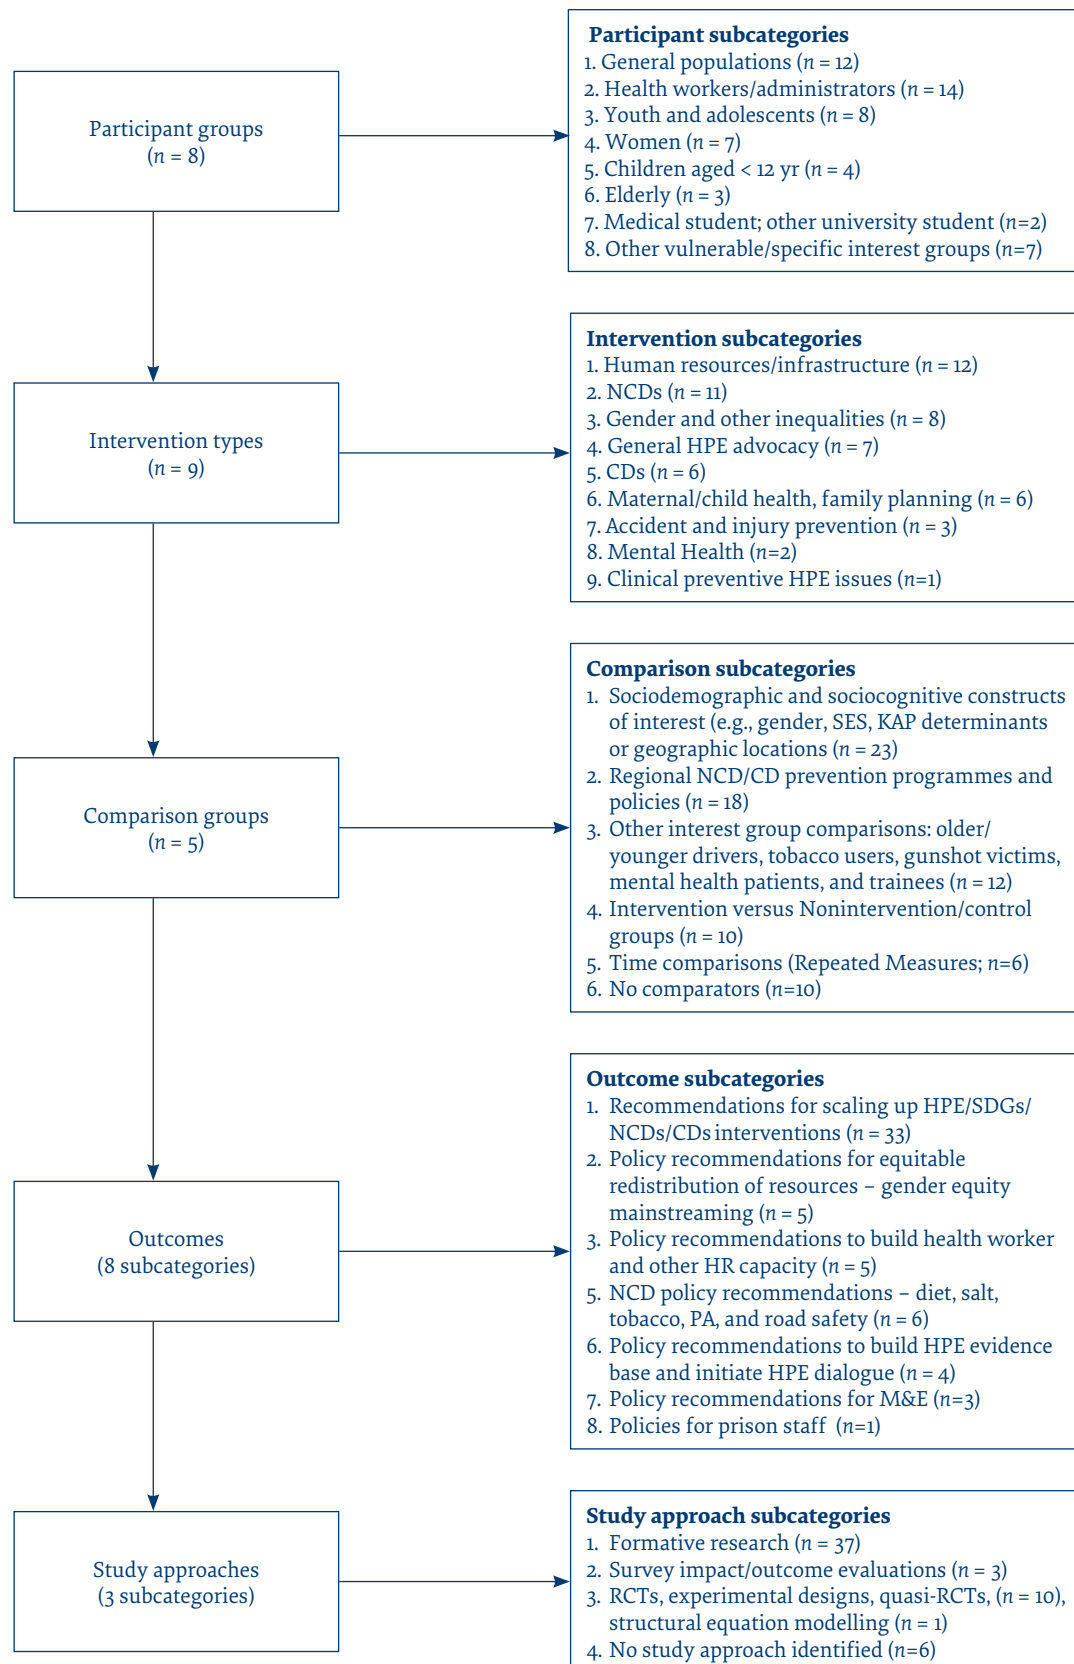 Participant groups
(n = 8)
Participant subcategories
1. General populations (n = 12)
2. Health workers/administrators (n = 14)
3. Youth and adolescents (n = 8)
4. Women (n = 7)
5. Children aged < 12 yr (n = 4)
6. Elderly (n = 3)
7. Medical student; other university student (n=2)
8. Other vulnerable/specific interest groups (n=7)
Intervention types
(n = 9)
Intervention subcategories
1. Human resources/infrastructure (n = 12)
2. NCDs (n = 11)
3. Gender and other inequalities (n = 8)
4. General HPE advocacy (n = 7)
5. CDs (n = 6)
6. Maternal/child health, family planning (n = 6)
7. Accident and injury prevention (n = 3)
8. Mental Health (n=2)
9. Clinical preventive HPE issues (n=1)
Comparison groups
(n = 5)
Comparison subcategories
1. Sociodemographic and sociocognitive constructs
of interest (e.g., gender, SES, KAP determinants
or geographic locations (n = 23)
2. Regional NCD/CD prevention programmes and
policies (n = 18)
3. Other interest group comparisons: older/
younger drivers, tobacco users, gunshot victims,
mental health patients, and trainees (n = 12)
4. Intervention versus Nonintervention/control
groups (n = 10)
5. Time comparisons (Repeated Measures; n=6)
6. No comparators (n=10)
Outcomes
(8 subcategories)
Outcome subcategories
1. Recommendations for scaling up HPE/SDGs/
NCDs/CDs interventions (n = 33)
2. Policy recommendations for equitable
redistribution of resources – gender equity
mainstreaming (n = 5)
3. Policy recommendations to build health worker
and other HR capacity (n = 5)
5. NCD policy recommendations – diet, salt,
tobacco, PA, and road safety (n = 6)
6. Policy recommendations to build HPE evidence
base and initiate HPE dialogue (n = 4)
7. Policy recommendations for M&E (n=3)
8. Policies for prison staff (n=1)
Study approaches
(3 subcategories)
Study approach subcategories
1. Formative research (n = 37)
2. Survey impact/outcome evaluations (n = 3)
3. RCTs, experimental designs, quasi-RCTs, (n = 10),
structural equation modelling (n = 1)
4. No study approach identified (n=6)